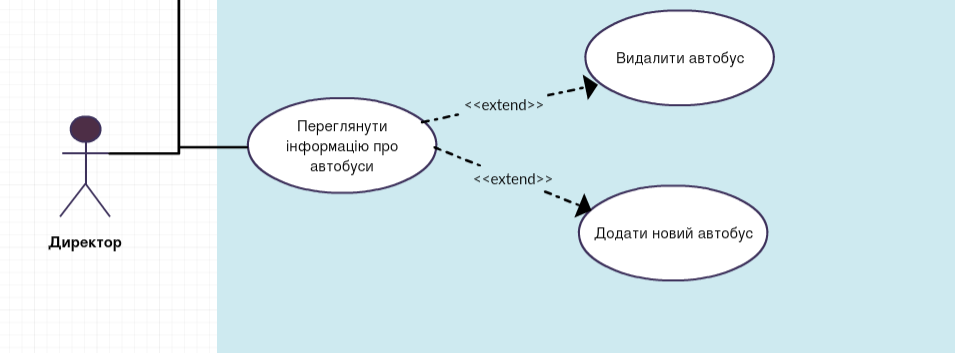 Видалити автобус
<<extend>>
Переглянути
інформацію про
автобуси
<<extend>>
Додати новий автобус
Директор